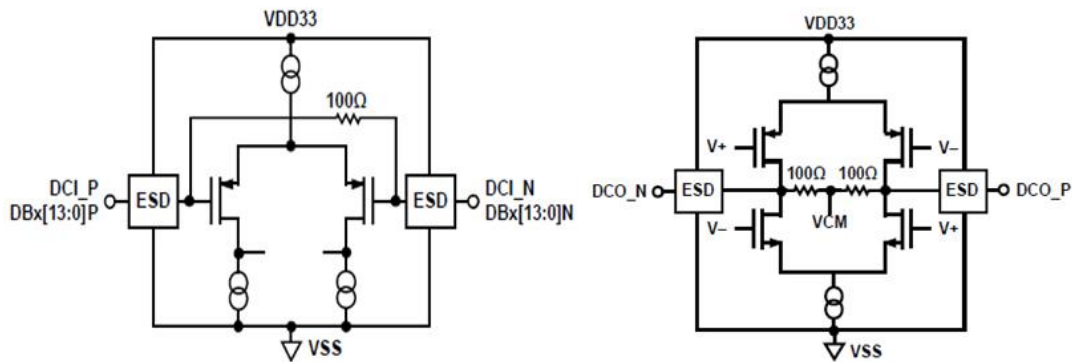 VDD33
100Ω
DCI_P
DBx[13:0]P
ESD
ESD
DCI_N
DBx[13:0]N
VSS
VDD33
V+
V–
100Ω
100Ω
DCO_N
ESD
ESD
DCO_P
VCM
V–
V+
VSS